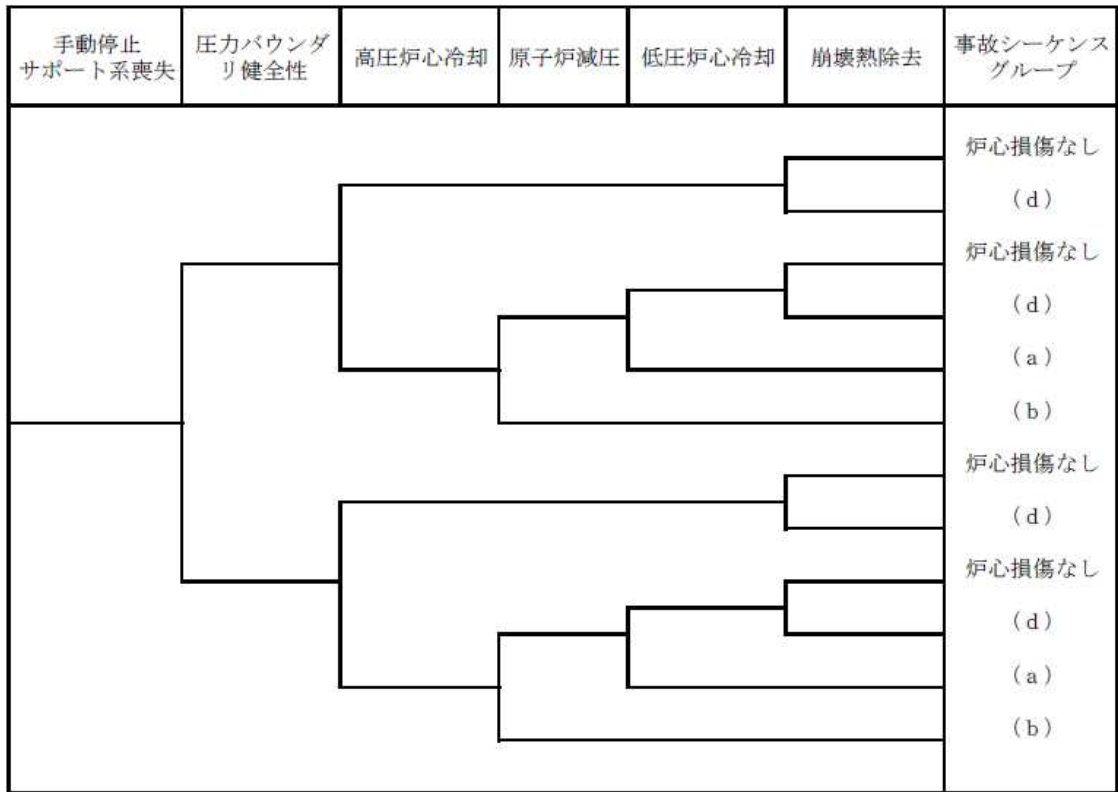 手動停止
サポート系喪失
圧力バウンダ
リ健全性
高圧炉心冷却
原子炉減圧
低圧炉心冷却
崩壊熱除去
事故シーケンス
グループ
炉心損傷なし
(d)
炉心損傷なし
(d)
(a)
(b)
炉心損傷なし
(d)
炉心損傷なし
(d)
(a)
(b)